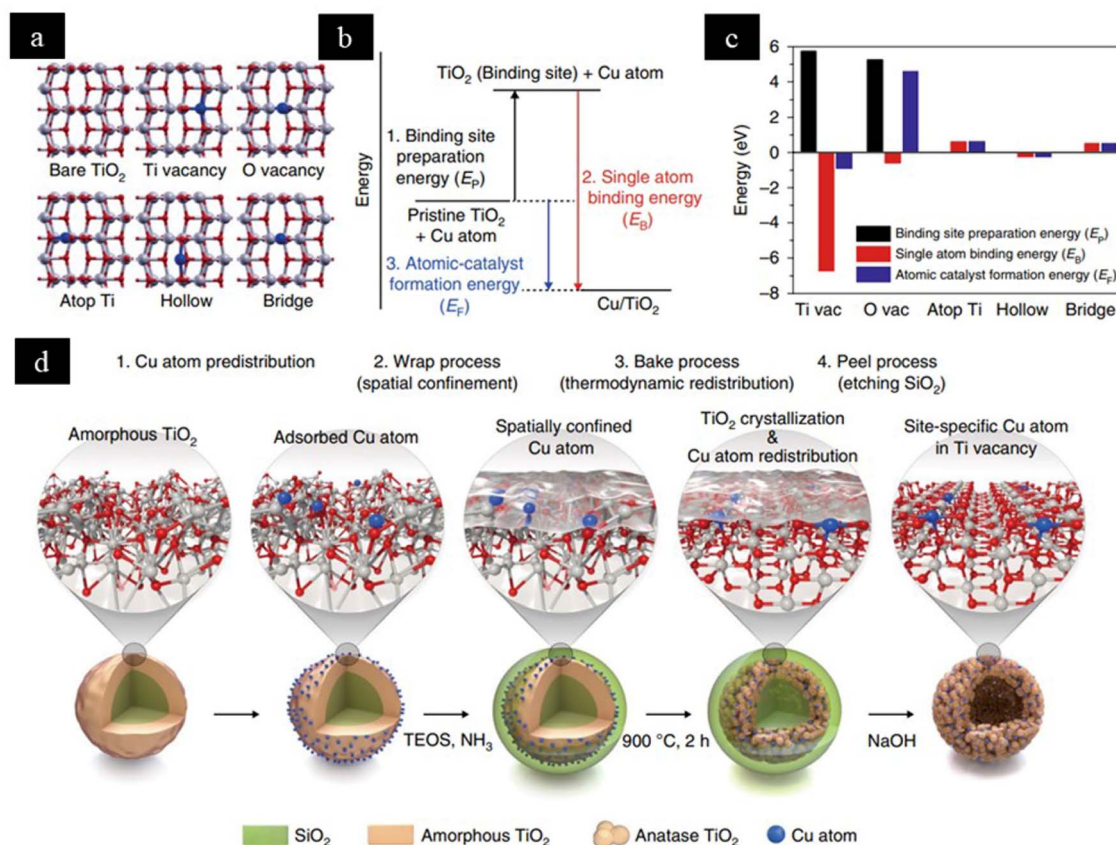 a
Bare TiO₂
Ti vacancy
O vacancy
Atop Ti
Hollow
Bridge
b
Energy
TiO₂ (Binding site) + Cu atom
1. Binding site
preparation
energy (E_P)
Pristine TiO₂
+ Cu atom
2. Single atom
binding energy
(E_B)
3. Atomic-catalyst
formation energy
(E_F)
Cu/TiO₂
c
Energy (eV)
6
4
2
0
−2
−4
−6
−8
Binding site preparation energy (E_P)
Single atom binding energy (E_B)
Atomic catalyst formation energy (E_F)
Ti vac
O vac
Atop Ti
Hollow
Bridge
d
1. Cu atom predistribution
2. Wrap process
(spatial confinement)
3. Bake process
(thermodynamic redistribution)
4. Peel process
(etching SiO₂)
Amorphous TiO₂
Adsorbed Cu atom
Spatially confined
Cu atom
TiO₂ crystallization
&
Cu atom redistribution
Site-specific Cu atom
in Ti vacancy
TEOS, NH₃
900 °C, 2 h
NaOH
SiO₂
Amorphous TiO₂
Anatase TiO₂
Cu atom